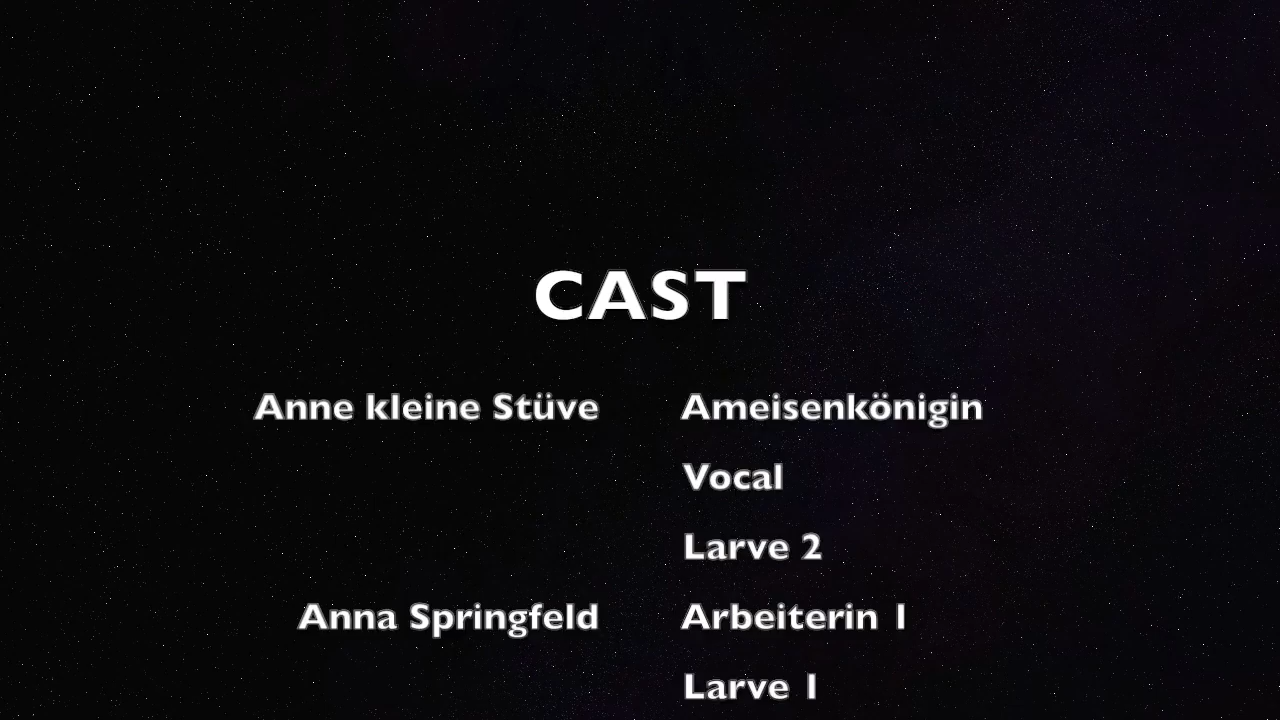 CAST
Anne kleine Stüve Ameisenkönigin
Vocal
Larve 2
Anna Springfeld Arbeiterin 1
Larve 1